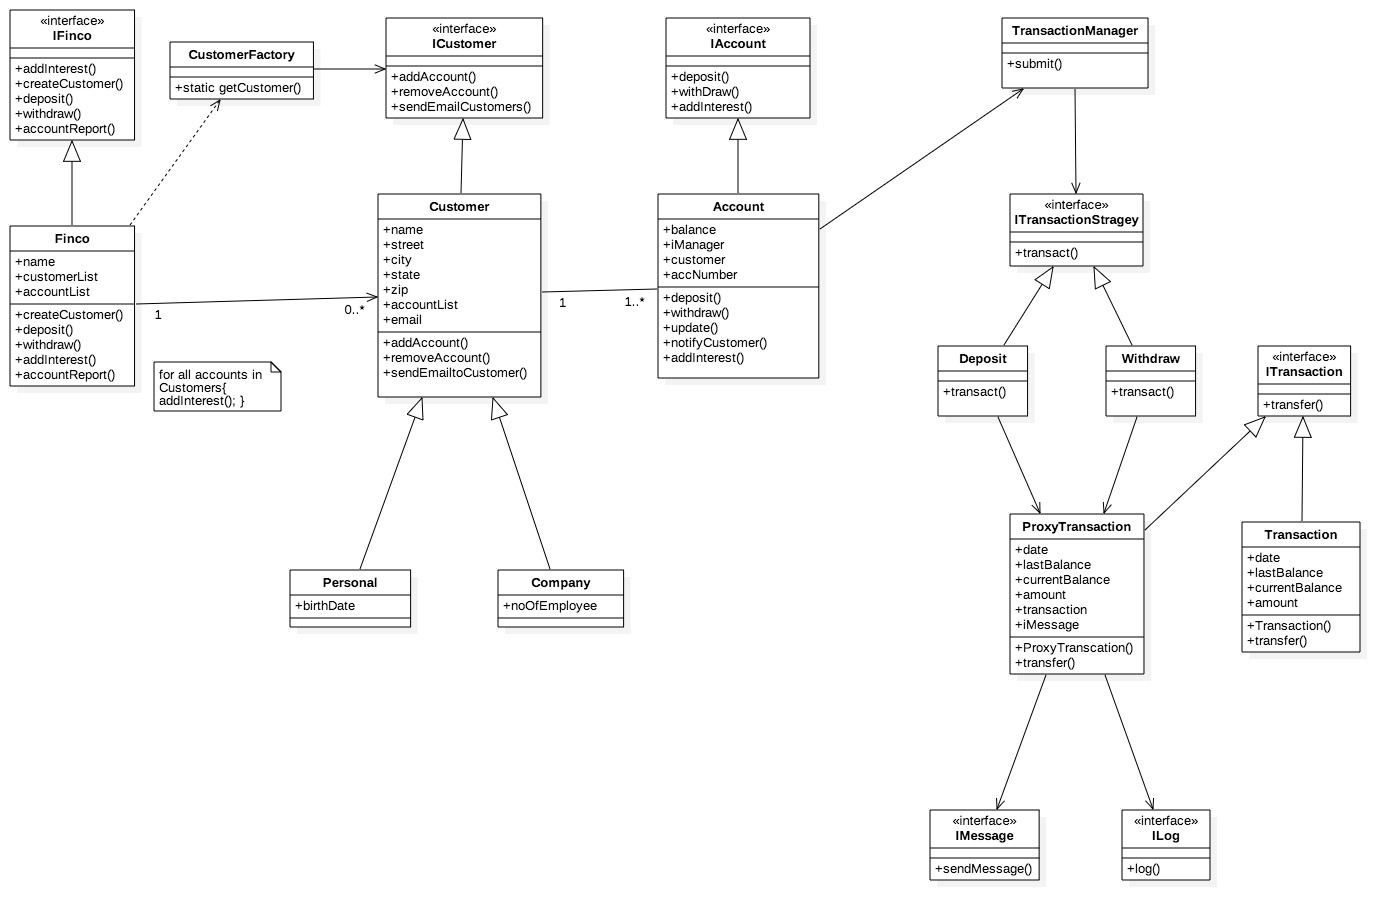 «interface»
IFinco
+addInterest()
+createCustomer()
+deposit()
+withdraw()
+accountReport()
CustomerFactory
+static getCustomer()
«interface»
ICustomer
+addAccount()
+removeAccount()
+sendEmailCustomers()
«interface»
IAccount
+deposit()
+withDraw()
+addInterest()
TransactionManager
+submit()
Finco
+name
+customerList
+accountList
+createCustomer()
+deposit()
+withdraw()
+addInterest()
+accountReport()
1
0..*
for all accounts in
Customers{
addInterest(); }
Customer
+name
+street
+city
+state
+zip
+accountList
+email
+addAccount()
+removeAccount()
+sendEmailtoCustomer()
1
1..*
Account
+balance
+iManager
+customer
+accNumber
+deposit()
+withdraw()
+update()
+notifyCustomer()
+addInterest()
«interface»
ITransactionStragey
+transact()
Deposit
+transact()
Withdraw
+transact()
«interface»
ITransaction
+transfer()
Personal
+birthDate
Company
+noOfEmployee
ProxyTransaction
+date
+lastBalance
+currentBalance
+amount
+transaction
+iMessage
+ProxyTranscation()
+transfer()
Transaction
+date
+lastBalance
+currentBalance
+amount
+Transaction()
+transfer()
«interface»
IMessage
+sendMessage()
«interface»
ILog
+log()